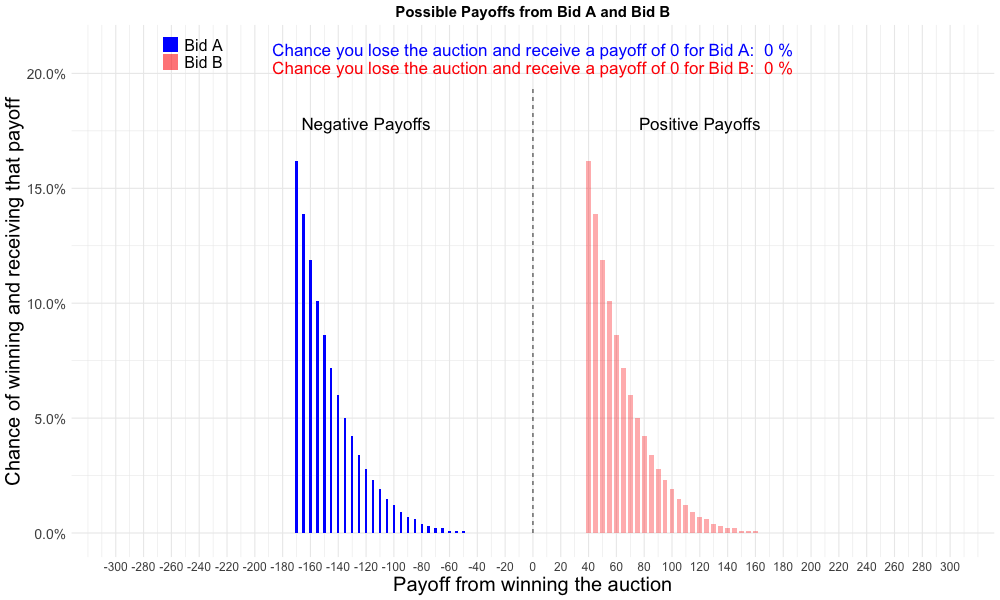 Possible Payoffs from Bid A and Bid B
Bid A
Bid B
Chance you lose the auction and receive a payoff of 0 for Bid A:  0 %
Chance you lose the auction and receive a payoff of 0 for Bid B:  0 %
Negative Payoffs
Positive Payoffs
Chance of winning and receiving that payoff
20.0%
15.0%
10.0%
5.0%
0.0%
-300 -280 -260 -240 -220 -200 -180 -160 -140 -120 -100 -80 -60 -40 -20 0 20 40 60 80 100 120 140 160 180 200 220 240 260 280 300
Payoff from winning the auction